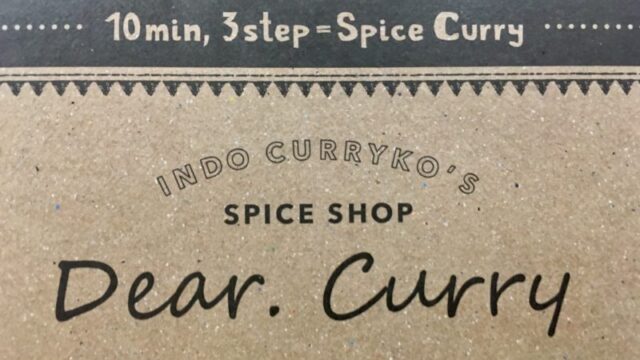 10min, 3step=Spice Curry
INDO CURRYKO'S
SPICE SHOP
Dear. Curry